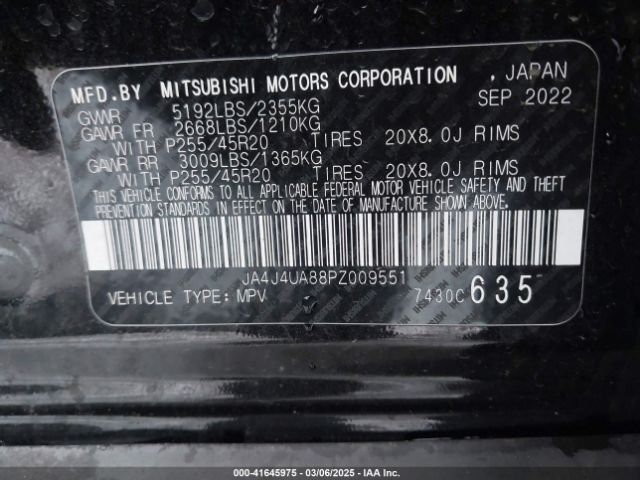 MFD.BY MITSUBISHI MOTORS CORPORATION , JAPAN
GVWR 5192LBS/2355KG SEP 2022
GAWR FR 2668LBS/1210KG
WITH P255/45R20 TIRES 20X8.0J RIMS
GAWR RR 3009LBS/1365KG
WITH P255/45R20 TIRES 20X8.0J RIMS
THIS VEHICLE CONFORMS TO ALL APPLICABLE FEDERAL MOTOR VEHICLE SAFETY AND THEFT
PREVENTION STANDARDS IN EFFECT ON THE DATE OF MANUFACTURE SHOWN ABOVE.
JA4J4UA88PZ009551
VEHICLE TYPE: MPV 7430C 635
000-41645975 - 03/06/2025 - IAA Inc.